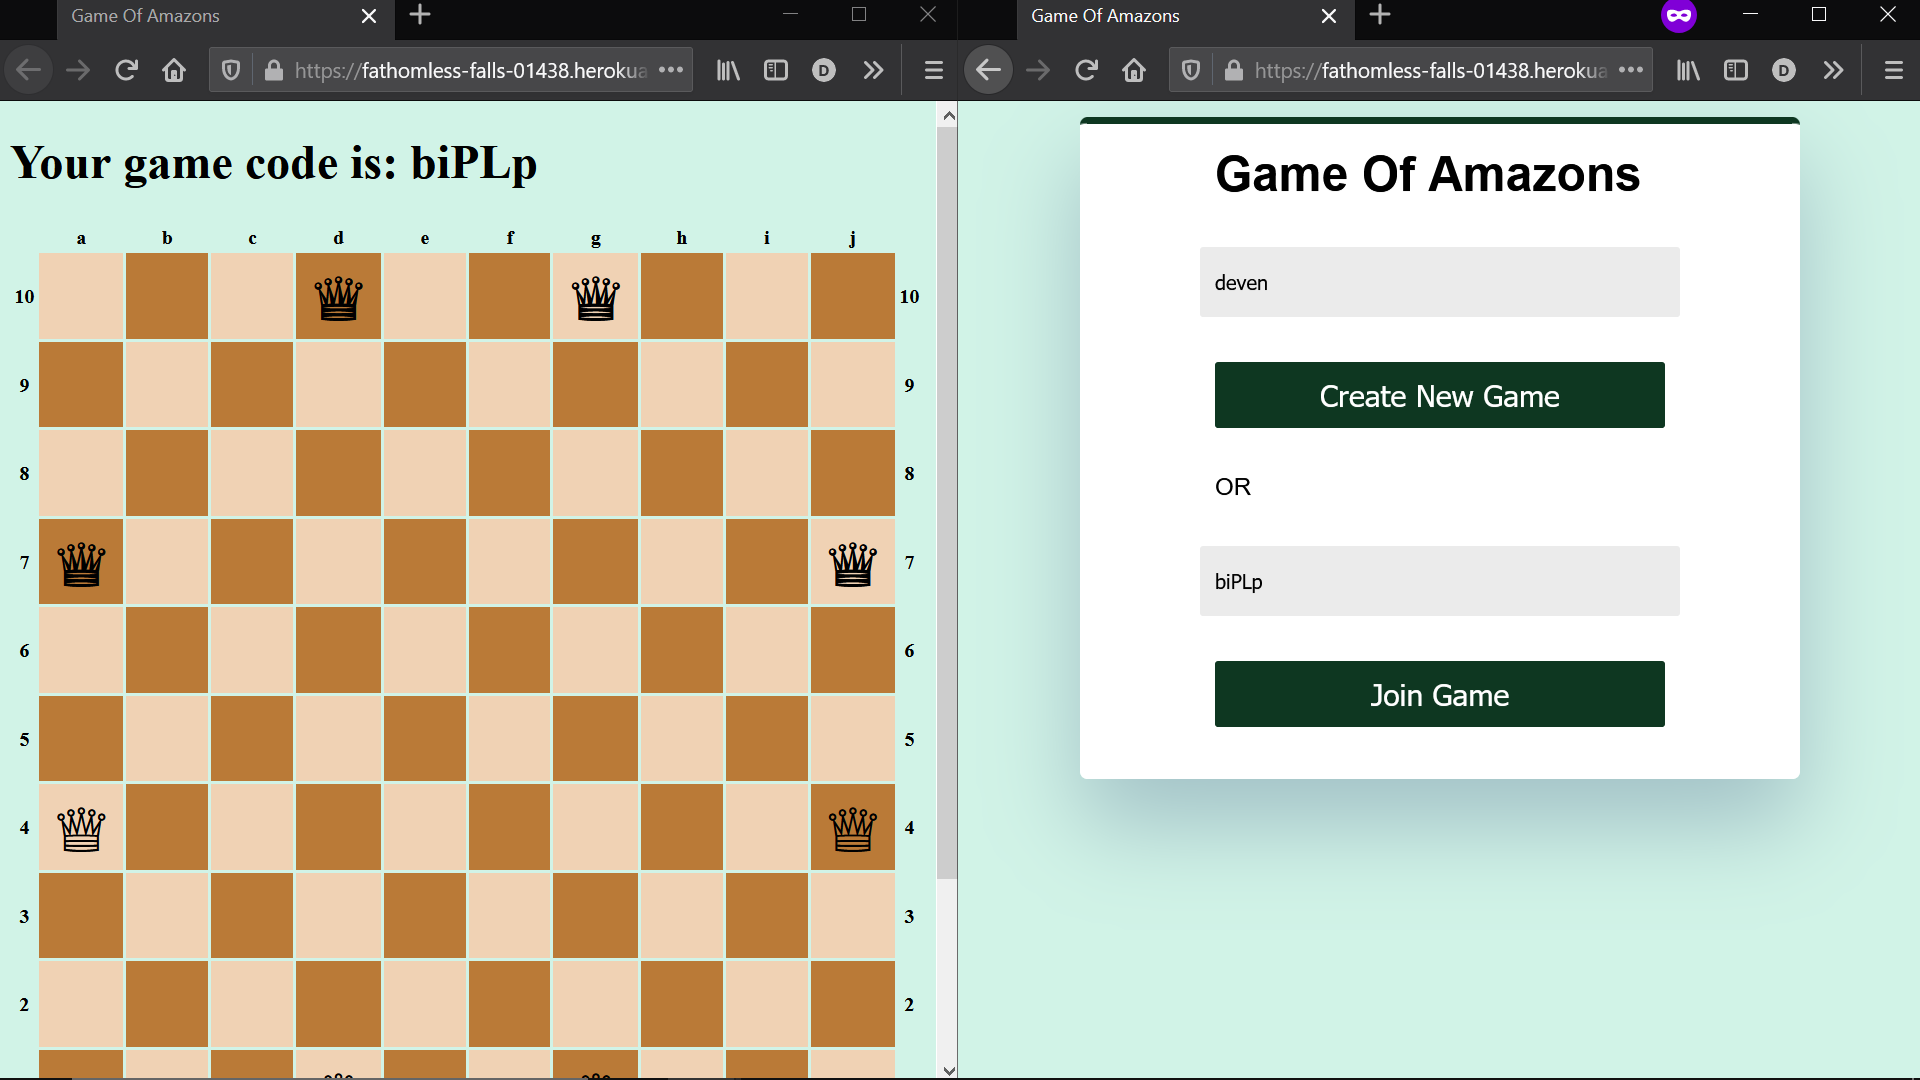 Game Of Amazons
https://fathomless-falls-01438.herokua
Your game code is: biPLp
a b c d e f g h i j
10 10
9 9
8 8
7 7
6 6
5 5
4 4
3 3
2 2
Game Of Amazons
https://fathomless-falls-01438.herokua
Game Of Amazons
deven
Create New Game
OR
biPLp
Join Game